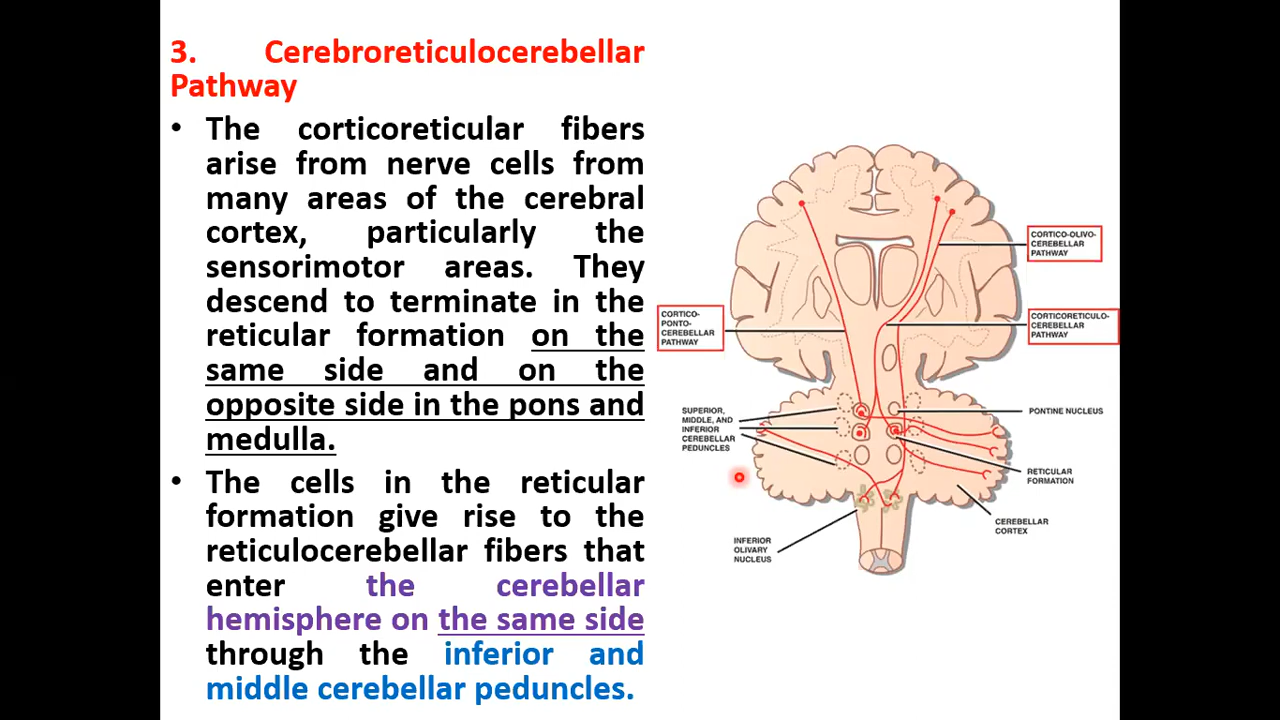 3. Cerebroreticulocerebellar
Pathway
• The corticoreticular fibers
arise from nerve cells from
many areas of the cerebral
cortex, particularly the
sensorimotor areas. They
descend to terminate in the
reticular formation on the
same side and on the
opposite side in the pons and
medulla.
• The cells in the reticular
formation give rise to the
reticulocerebellar fibers that
enter the cerebellar
hemisphere on the same side
through the inferior and
middle cerebellar peduncles.
CORTICO-OLIVO-
CEREBELLAR
PATHWAY
CORTICO-
PONTO-
CEREBELLAR
PATHWAY
CORTICORETICULO-
CEREBELLAR
PATHWAY
SUPERIOR,
MIDDLE, AND
INFERIOR
CEREBELLAR
PEDUNCLES
PONTINE NUCLEUS
RETICULAR
FORMATION
CEREBELLAR
CORTEX
INFERIOR
OLIVARY
NUCLEUS